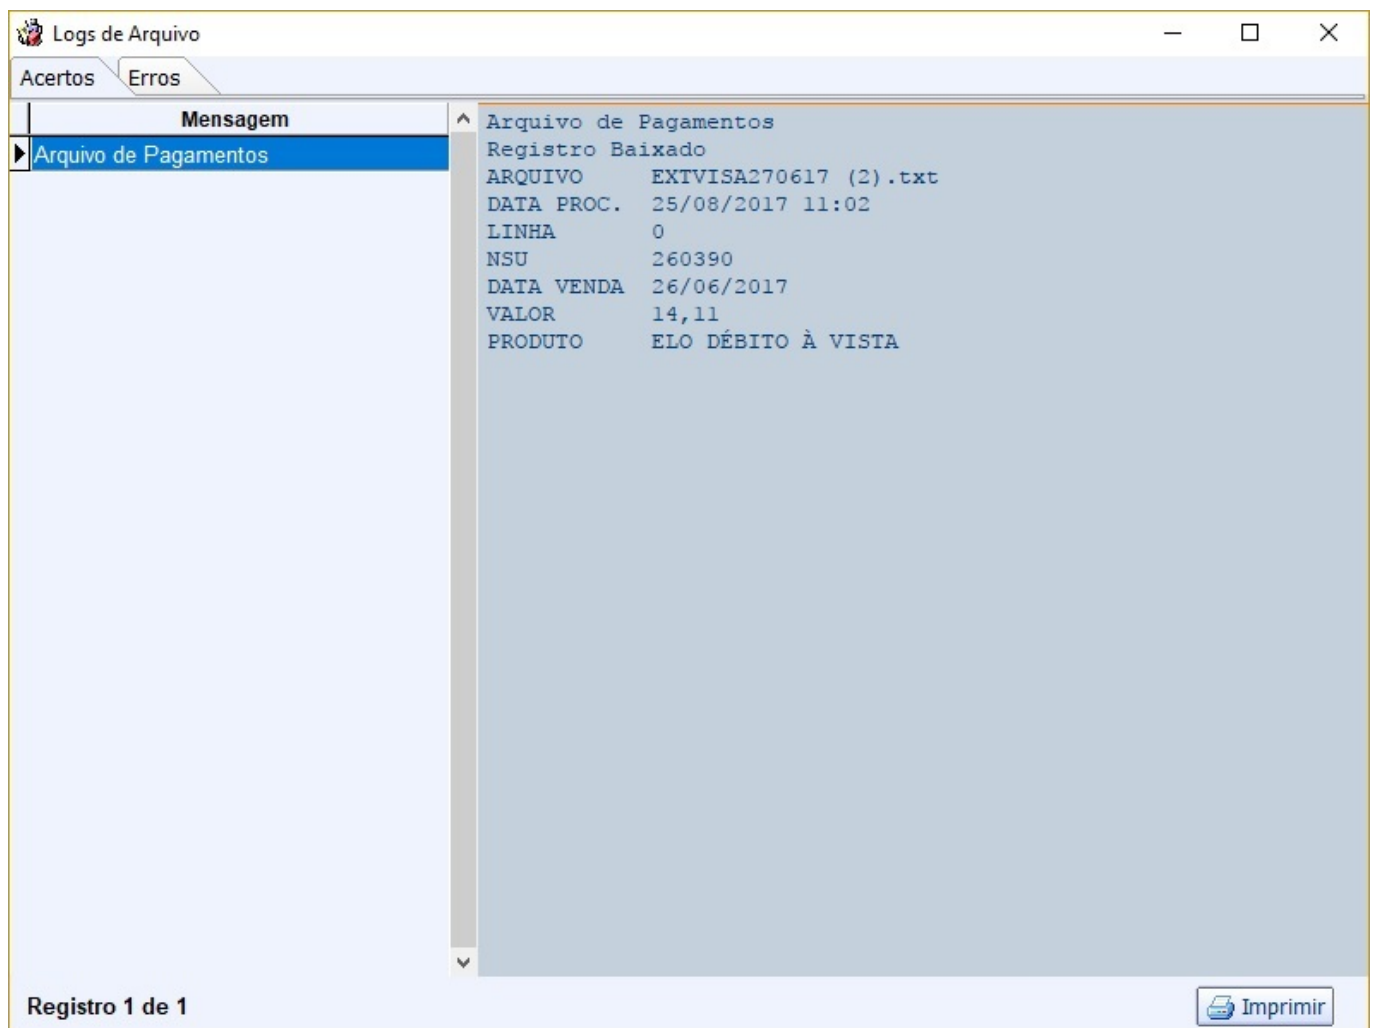 Logs de Arquivo
Acertos
Erros
Mensagem
Arquivo de Pagamentos
Arquivo de Pagamentos
Registro Baixado
ARQUIVO EXTVISA270617 (2).txt
DATA PROC. 25/08/2017 11:02
LINHA 0
NSU 260390
DATA VENDA 26/06/2017
VALOR 14,11
PRODUTO ELO DÉBITO À VISTA
Registro 1 de 1
Imprimir